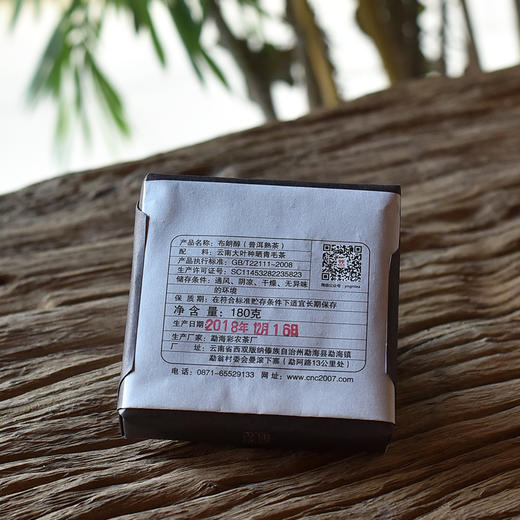 产品名称：布朗醇（普洱熟茶）
配　　料：云南大叶种晒青毛茶
产品执行标准：GB/T22111-2008
生产许可证号：SC11453282235823
储存条件：通风、阴凉、干燥、无异味的环境
保 质 期：在符合标准贮存条件下适宜长期保存
净 含 量：180克
生产日期：2018年12月16日
生产厂家：勐海彩农茶厂
地　　址：云南省西双版纳傣族自治州勐海县勐海镇
勐翁村村委会曼滚下寨（勐阿路13公里处）
电话：0871-65529133　网址：www.cnc2007.com